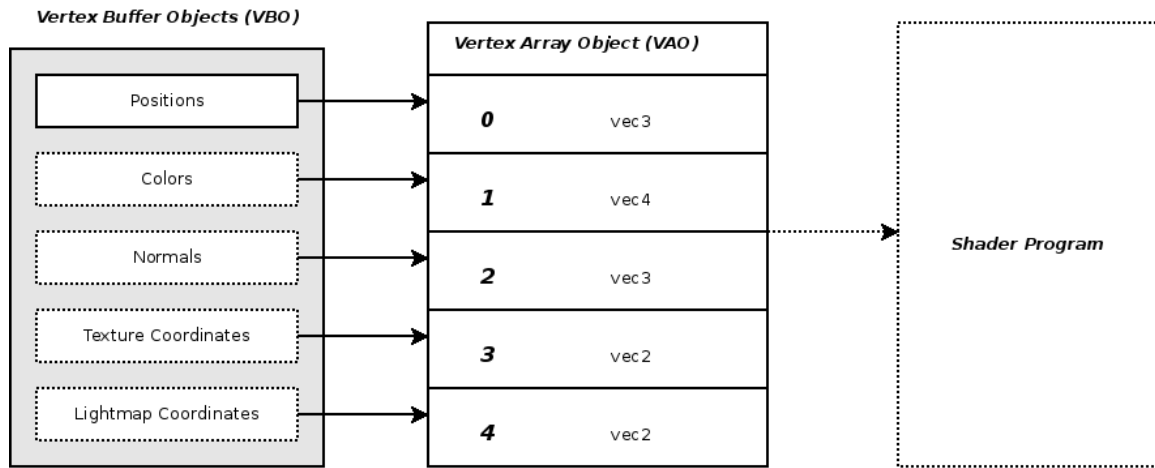 Vertex Buffer Objects (VBO)
Positions
Colors
Normals
Texture Coordinates
Lightmap Coordinates
Vertex Array Object (VAO)
0 vec3
1 vec4
2 vec3
3 vec2
4 vec2
Shader Program